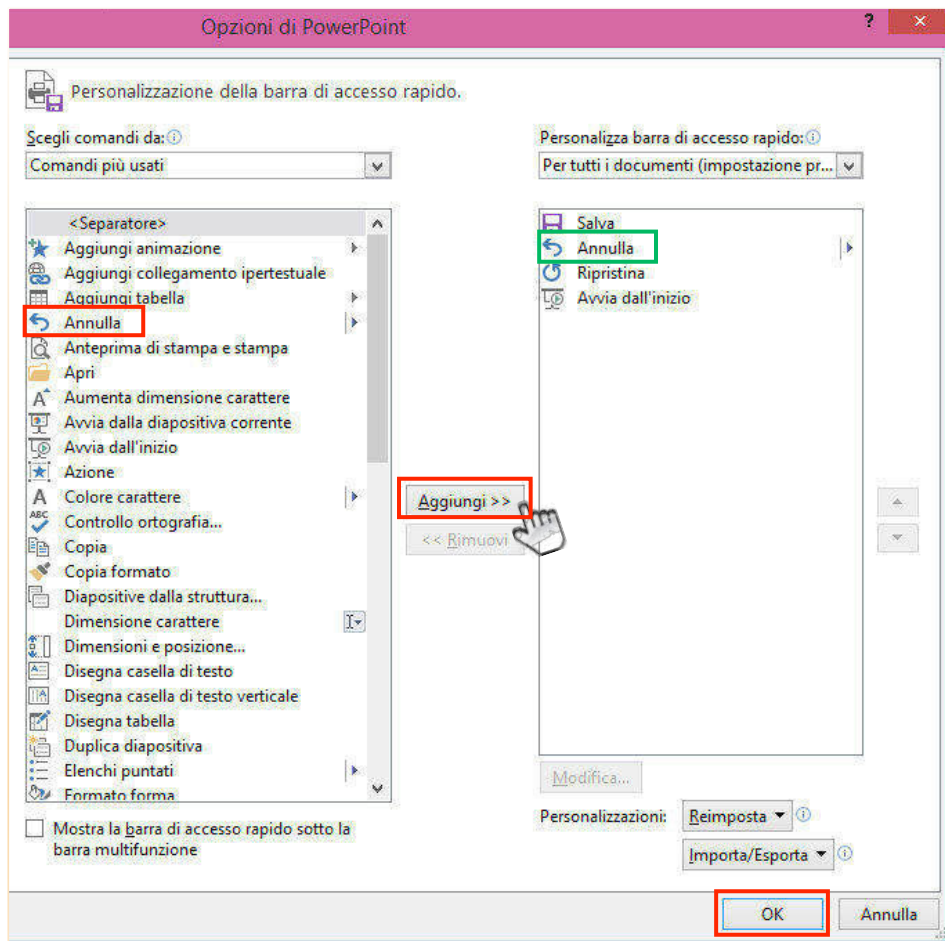 Opzioni di PowerPoint
?
Personalizzazione della barra di accesso rapido.
Scegli comandi da:
Comandi più usati
<Separatore>
Aggiungi animazione
Aggiungi collegamento ipertestuale
Aggiungi tabella
Annulla
Anteprima di stampa e stampa
Apri
Aumenta dimensione carattere
Avvia dalla diapositiva corrente
Avvia dall'inizio
Azione
Colore carattere
Controllo ortografia...
Copia
Copia formato
Diapositive dalla struttura...
Dimensione carattere
Dimensioni e posizione...
Disegna casella di testo
Disegna casella di testo verticale
Disegna tabella
Duplica diapositiva
Elenchi puntati
Formato forma
Mostra la barra di accesso rapido sotto la
barra multifunzione
Aggiungi >>
<< Rimuovi
Personalizza barra di accesso rapido:
Per tutti i documenti (impostazione pr...
Salva
Annulla
Ripristina
Avvia dall'inizio
Modifica...
Personalizzazioni:
Reimposta
Importa/Esporta
OK
Annulla